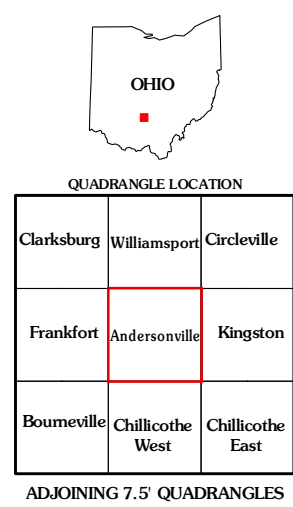 OHIO
QUADRANGLE LOCATION
Clarksburg Williamsport Circleville
Frankfort Andersonville Kingston
Bourneville Chillicothe West Chillicothe East
ADJOINING 7.5' QUADRANGLES